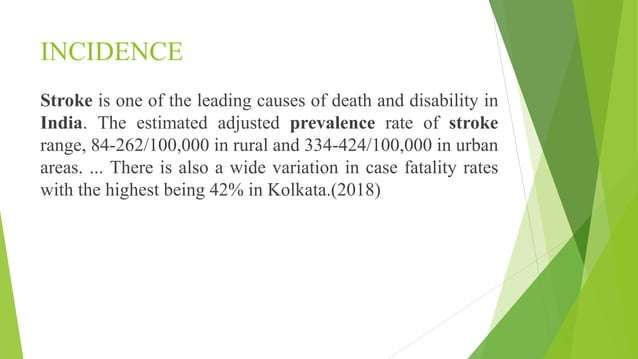 INCIDENCE
Stroke is one of the leading causes of death and disability in
India. The estimated adjusted prevalence rate of stroke
range, 84-262/100,000 in rural and 334-424/100,000 in urban
areas. ... There is also a wide variation in case fatality rates
with the highest being 42% in Kolkata.(2018)